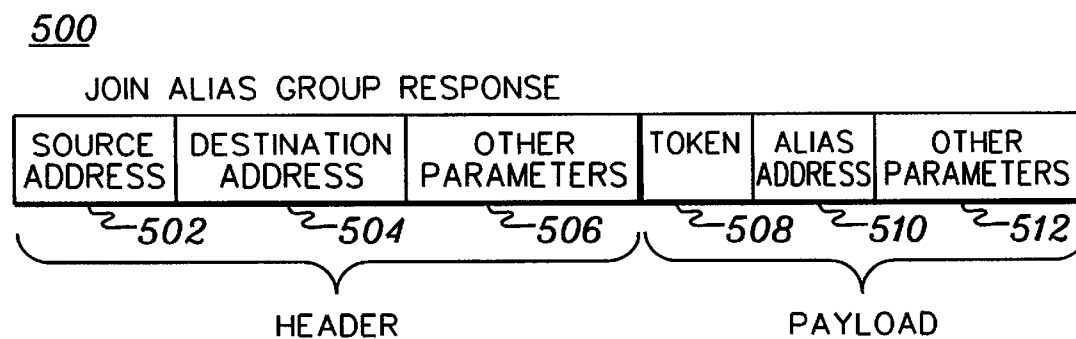 500
JOIN ALIAS GROUP RESPONSE
SOURCE ADDRESS
DESTINATION ADDRESS
OTHER PARAMETERS
TOKEN
ALIAS ADDRESS
OTHER PARAMETERS
502 504 506 508 510 512
HEADER PAYLOAD